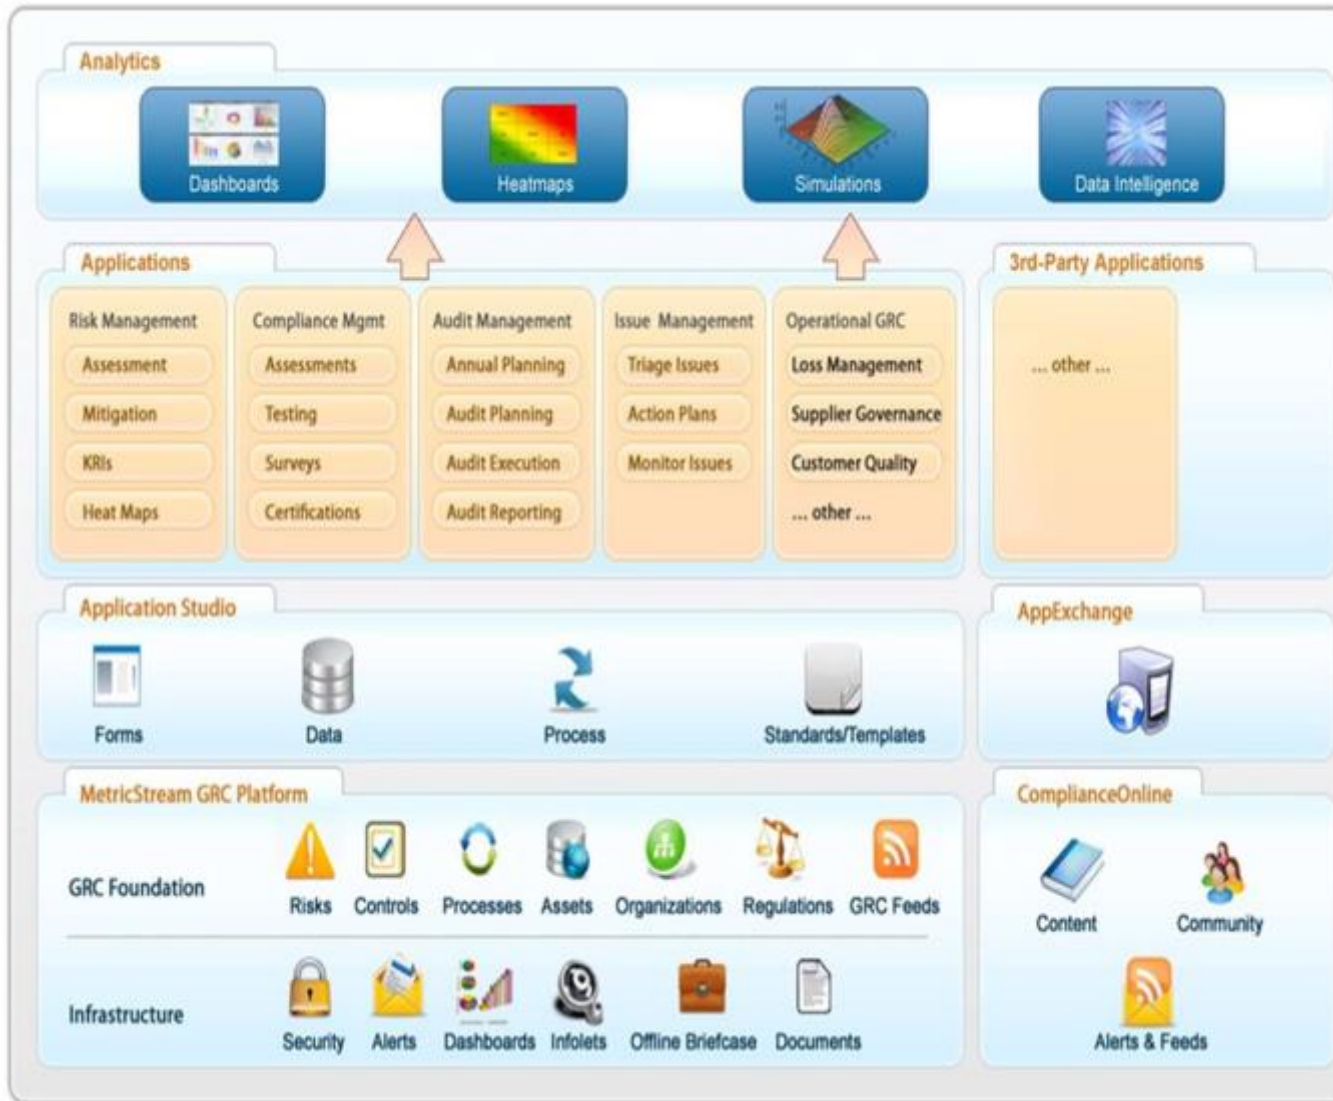 Analytics
Dashboards
Heatmaps
Simulations
Data Intelligence
Applications
Risk Management
Assessment
Mitigation
KRIs
Heat Maps
Compliance Mgmt
Assessments
Testing
Surveys
Certifications
Audit Management
Annual Planning
Audit Planning
Audit Execution
Audit Reporting
Issue Management
Triage Issues
Action Plans
Monitor Issues
Operational GRC
Loss Management
Supplier Governance
Customer Quality
... other ...
3rd-Party Applications
... other ...
Application Studio
Forms
Data
Process
Standards/Templates
AppExchange
MetricStream GRC Platform
GRC Foundation
Risks
Controls
Processes
Assets
Organizations
Regulations
GRC Feeds
Infrastructure
Security
Alerts
Dashboards
Infolets
Offline Briefcase
Documents
ComplianceOnline
Content
Community
Alerts & Feeds